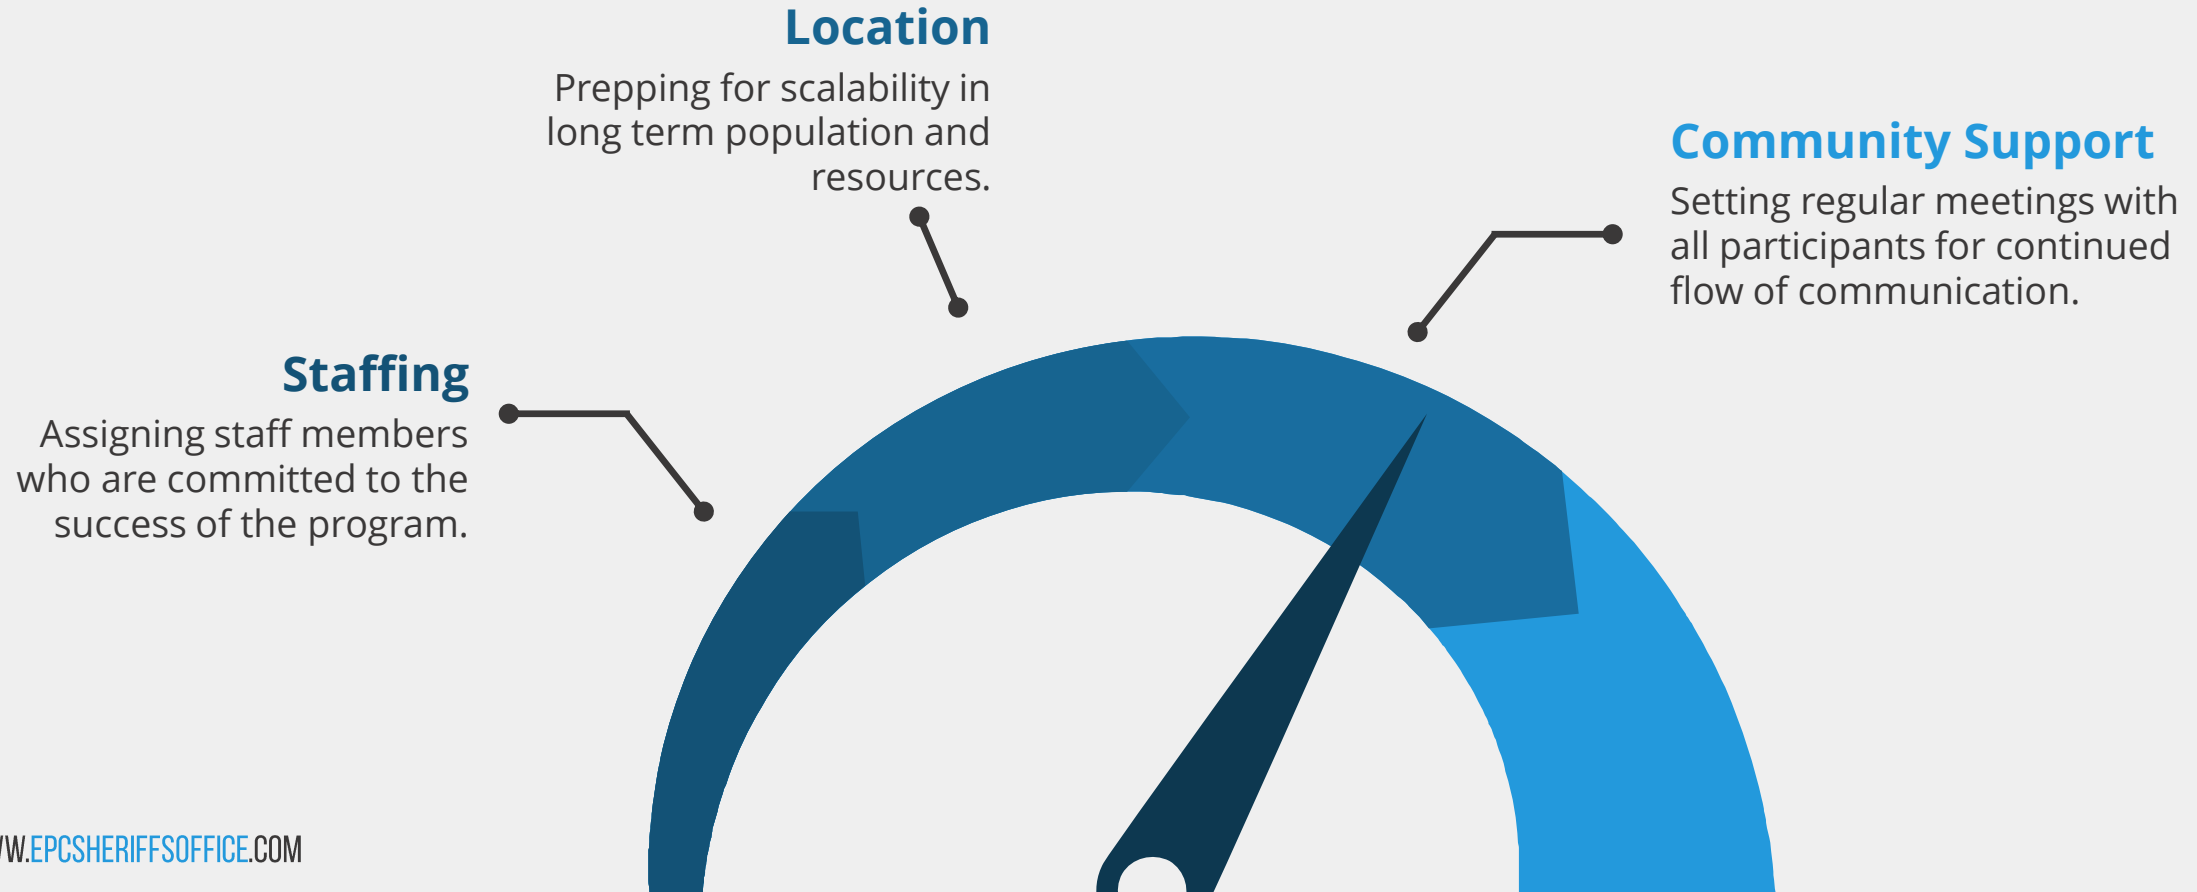 Location
Prepping for scalability in
long term population and
resources.
Community Support
Setting regular meetings with
all participants for continued
flow of communication.
Staffing
Assigning staff members
who are committed to the
success of the program.
W.EPCSHERIFFSOFFICE.COM